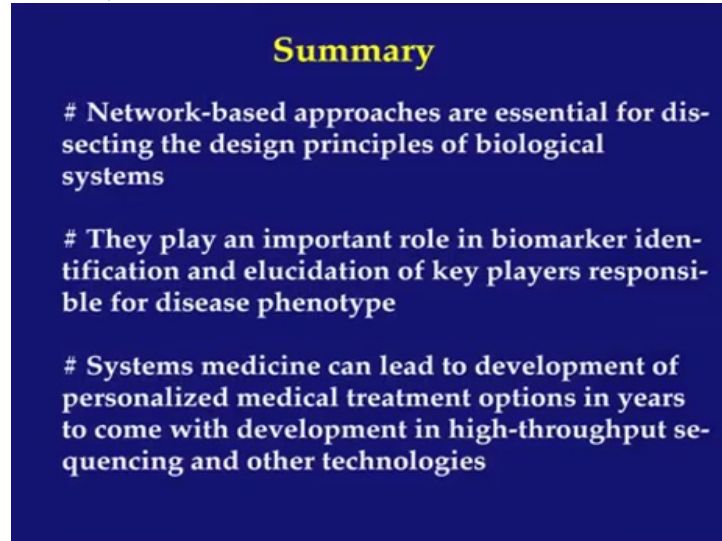 Summary
# Network-based approaches are essential for dis-
secting the design principles of biological
systems
# They play an important role in biomarker iden-
tification and elucidation of key players responsi-
ble for disease phenotype
# Systems medicine can lead to development of
personalized medical treatment options in years
to come with development in high-throughput se-
quencing and other technologies